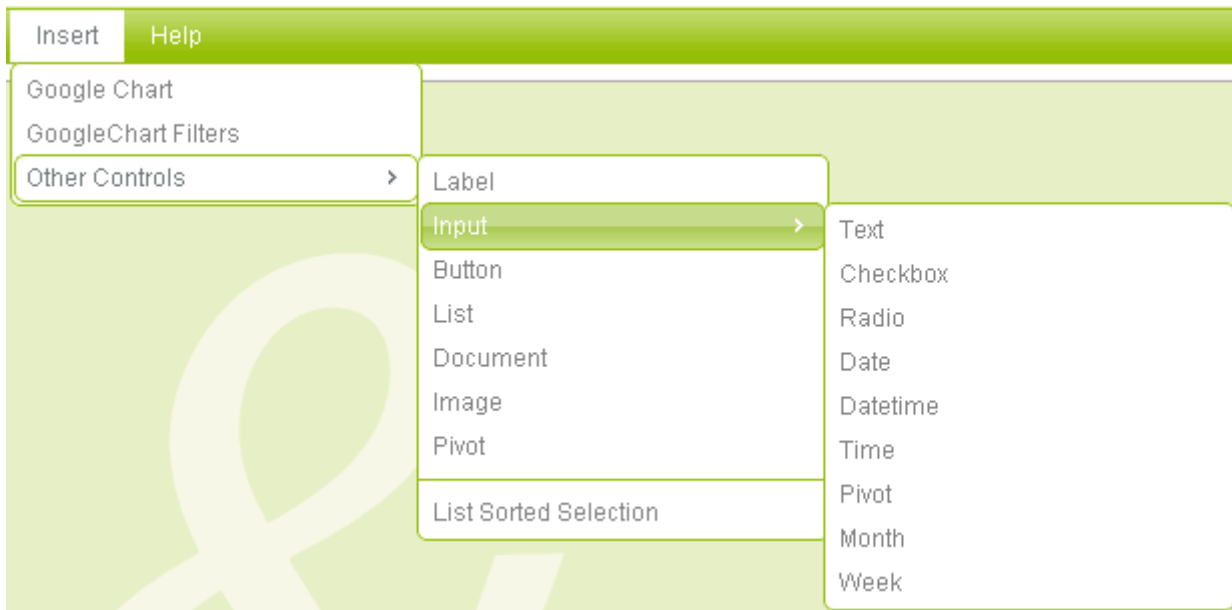 Insert Help
Google Chart
GoogleChart Filters
Other Controls >
Label
Input >
Button
List
Document
Image
Pivot
List Sorted Selection
Text
Checkbox
Radio
Date
Datetime
Time
Pivot
Month
Week